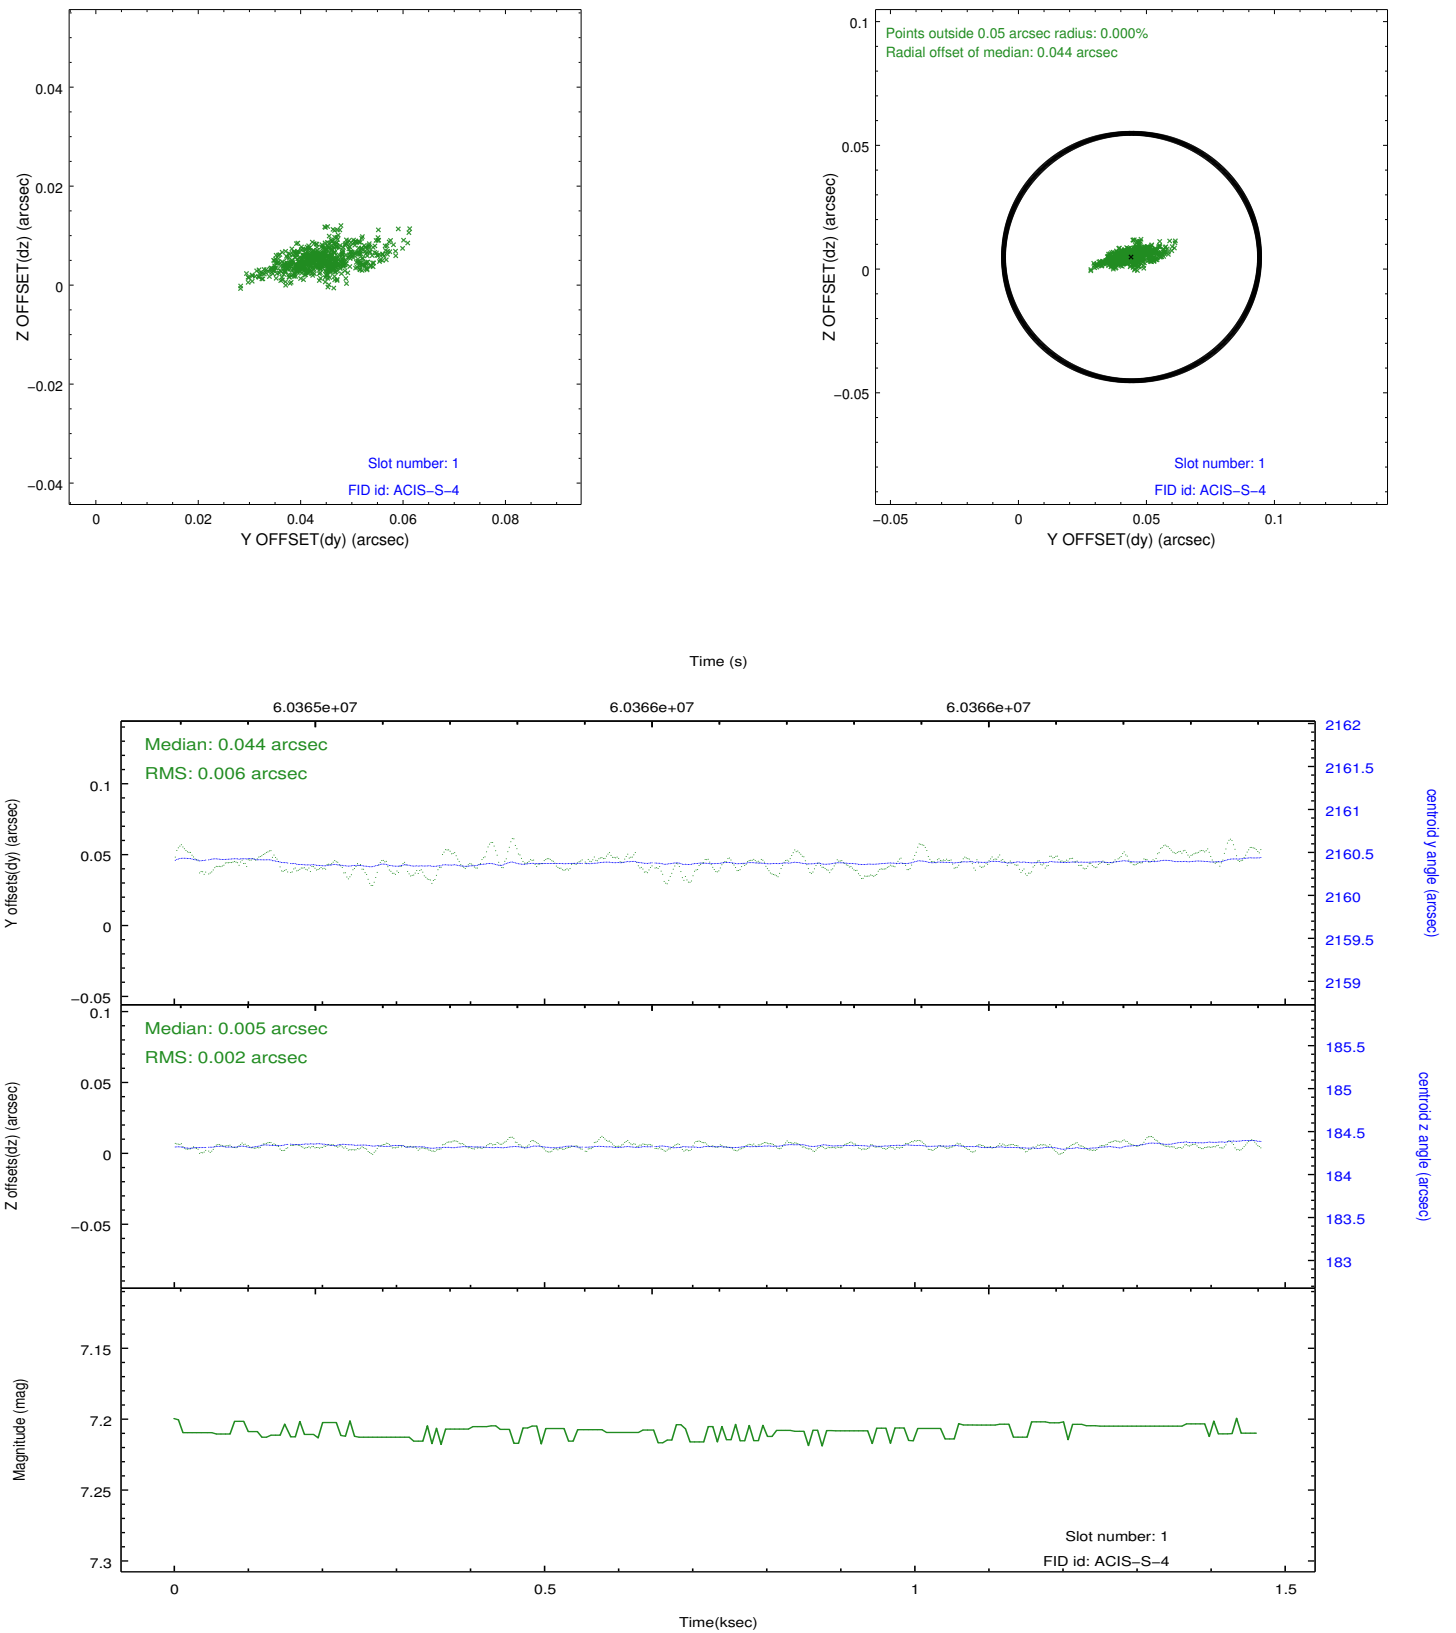 0.04
0.02
0
−0.02
−0.04
Z OFFSET(dz) (arcsec)
Slot number: 1
FID id: ACIS−S−4
0 0.02 0.04 0.06 0.08
Y OFFSET(dy) (arcsec)
Points outside 0.05 arcsec radius: 0.000%
Radial offset of median: 0.044 arcsec
0.1
0.05
0
−0.05
Z OFFSET(dz) (arcsec)
Slot number: 1
FID id: ACIS−S−4
−0.05 0 0.05 0.1
Y OFFSET(dy) (arcsec)
Time (s)
6.0365e+07 6.0366e+07 6.0366e+07
Median: 0.044 arcsec
RMS: 0.006 arcsec
0.1
0.05
0
−0.05
Y offsets(dy) (arcsec)
2162
2161.5
2161
2160.5
2160
2159.5
2159
centroid y angle (arcsec)
Median: 0.005 arcsec
RMS: 0.002 arcsec
0.1
0.05
0
−0.05
Z offsets(dz) (arcsec)
185.5
185
184.5
184
183.5
183
centroid z angle (arcsec)
7.15
7.2
7.25
7.3
Magnitude (mag)
Slot number: 1
FID id: ACIS−S−4
0 0.5 1 1.5
Time(ksec)